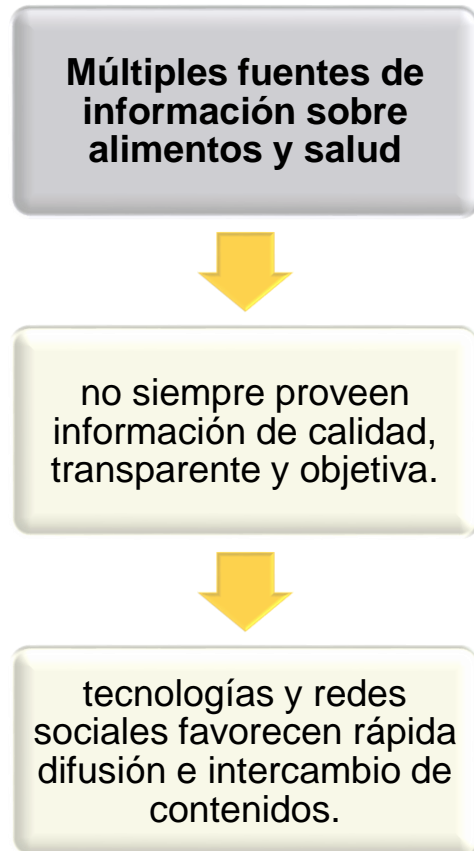 Múltiples fuentes de
información sobre
alimentos y salud
no siempre proveen
información de calidad,
transparente y objetiva.
tecnologías y redes
sociales favorecen rápida
difusión e intercambio de
contenidos.